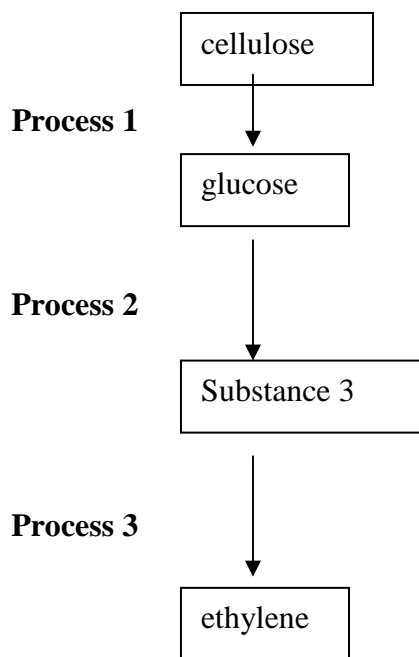 cellulose
Process 1
glucose
Process 2
Substance 3
Process 3
ethylene